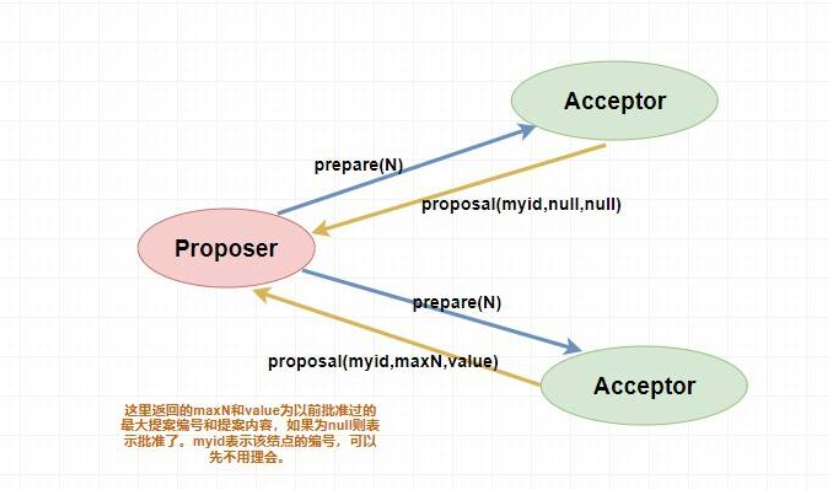 Acceptor
prepare(N)
proposal(myid,null,null)
Proposer
prepare(N)
proposal(myid,maxN,value)
Acceptor
这里返回的maxN和value为以前批准过的
最大提案编号和提案内容，如果为null则表
示批准了。myid表示该结点的编号，可以
先不用理会。